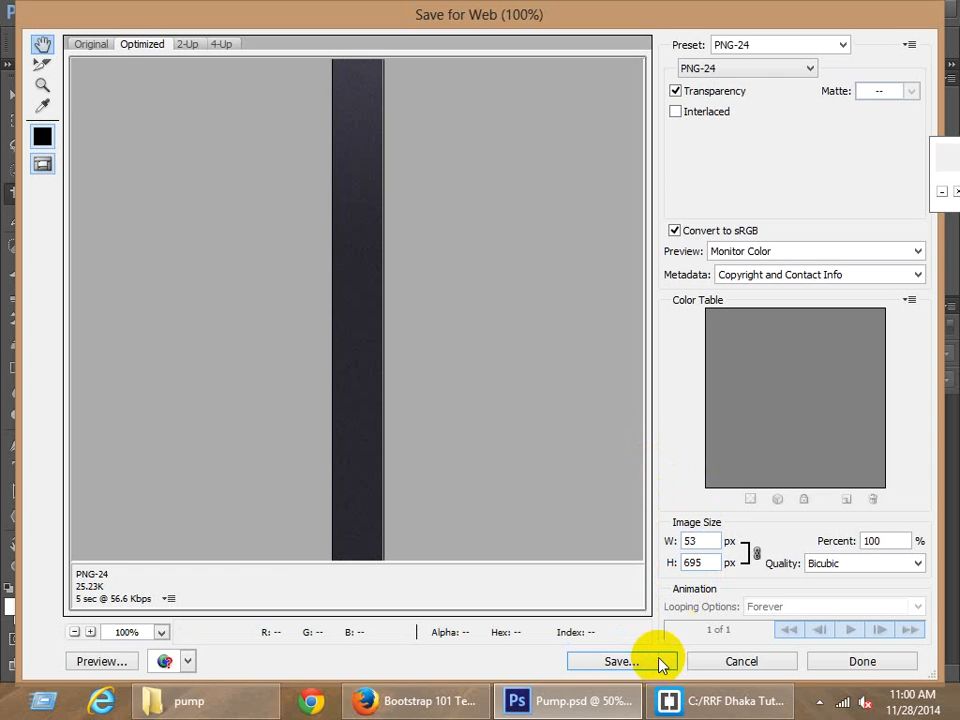 Save for Web (100%)
Original Optimized 2-Up 4-Up
Preset: PNG-24
PNG-24
Transparency Matte: --
Interlaced
Convert to sRGB
Preview: Monitor Color
Metadata: Copyright and Contact Info
Color Table
Image Size
W: 53 px Percent: 100 %
H: 695 px Quality: Bicubic
Animation
Looping Options: Forever
1 of 1
PNG-24
25.23K
5 sec @ 56.6 Kbps
100% R: -- G: -- B: -- Alpha: -- Hex: -- Index: --
Preview... Save... Cancel Done
pump Bootstrap 101 Te... Ps Pump.psd @ 50%... C:/RRF Dhaka Tut... 11:00 AM
11/28/2014